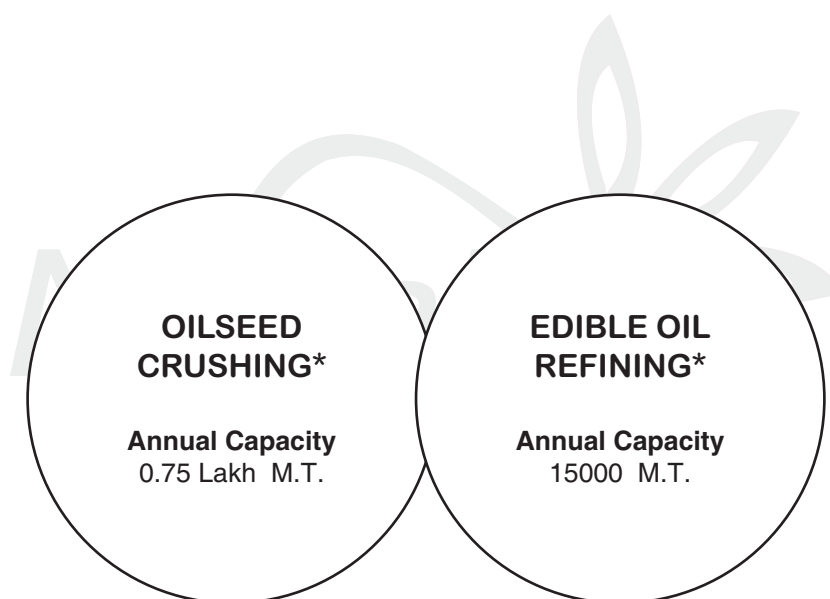 OILSEED
CRUSHING*
Annual Capacity
0.75 Lakh M.T.
EDIBLE OIL
REFINING*
Annual Capacity
15000 M.T.